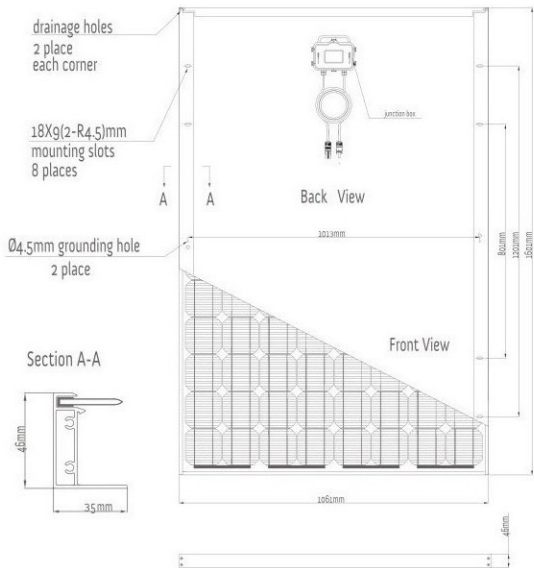 drainage holes
2 place
each corner
18X9(2-R4.5)mm
mounting slots
8 places
junction box
A A
Back View
Ø4.5mm grounding hole
2 place
1013mm
801mm
1201mm
1601mm
Front View
Section A-A
46mm
35mm
1061mm
46mm